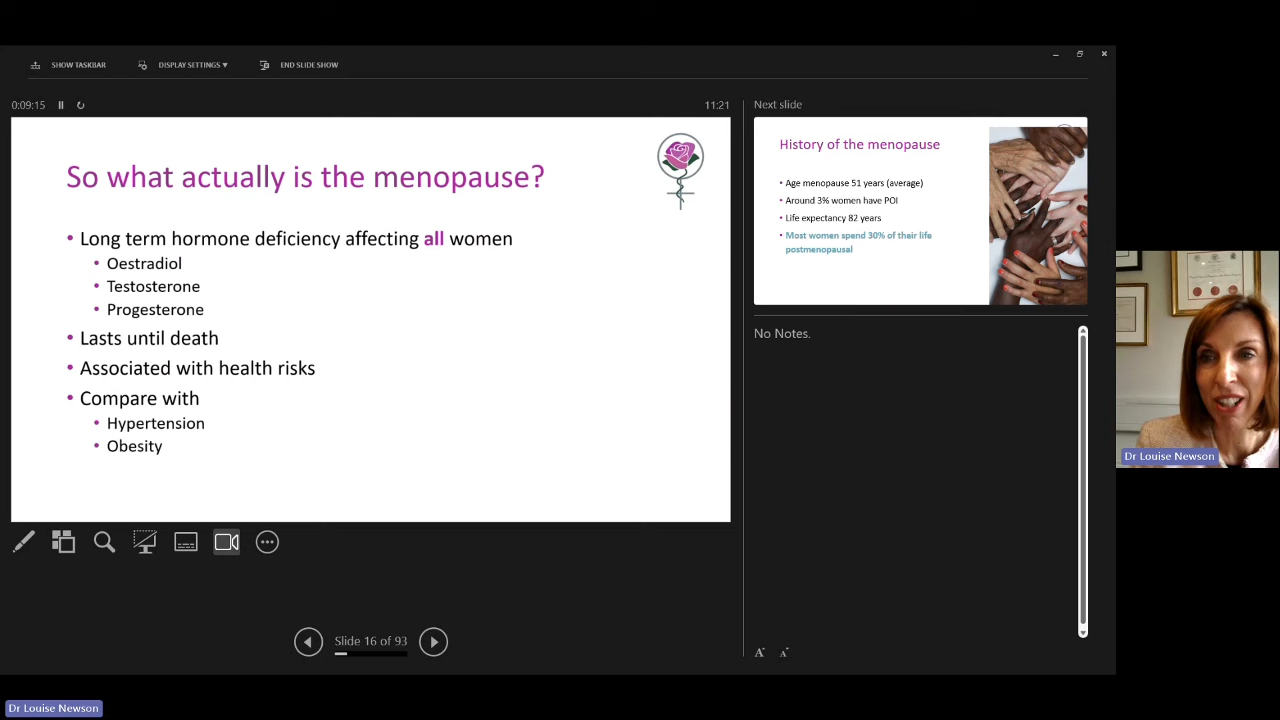 SHOW TASKBAR
DISPLAY SETTINGS
END SLIDE SHOW
0:09:15
11:21
So what actually is the menopause?
• Long term hormone deficiency affecting all women
• Oestradiol
• Testosterone
• Progesterone
• Lasts until death
• Associated with health risks
• Compare with
• Hypertension
• Obesity
Slide 16 of 93
Next slide
History of the menopause
• Age menopause 51 years (average)
• Around 3% women have POI
• Life expectancy 82 years
• Most women spend 30% of their life
postmenopausal
No Notes.
A
A
Dr Louise Newson
Dr Louise Newson